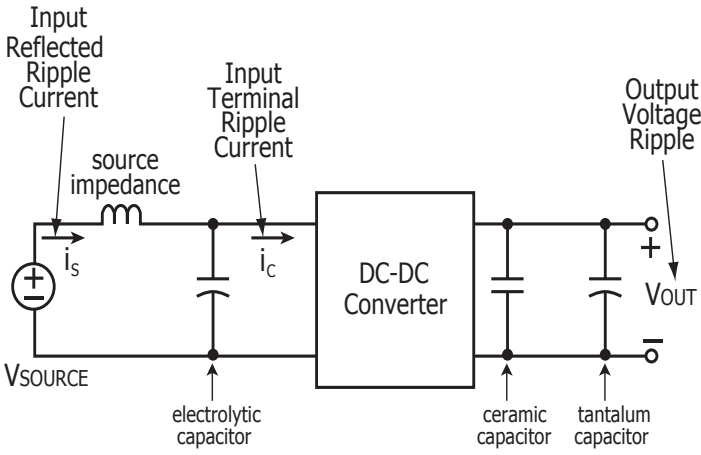 Input
Reflected
Ripple
Current
Input
Terminal
Ripple
Current
Output
Voltage
Ripple
source
impedance
iS
iC
+
−
DC-DC
Converter
+
VOUT
−
VSOURCE
electrolytic
capacitor
ceramic
capacitor
tantalum
capacitor